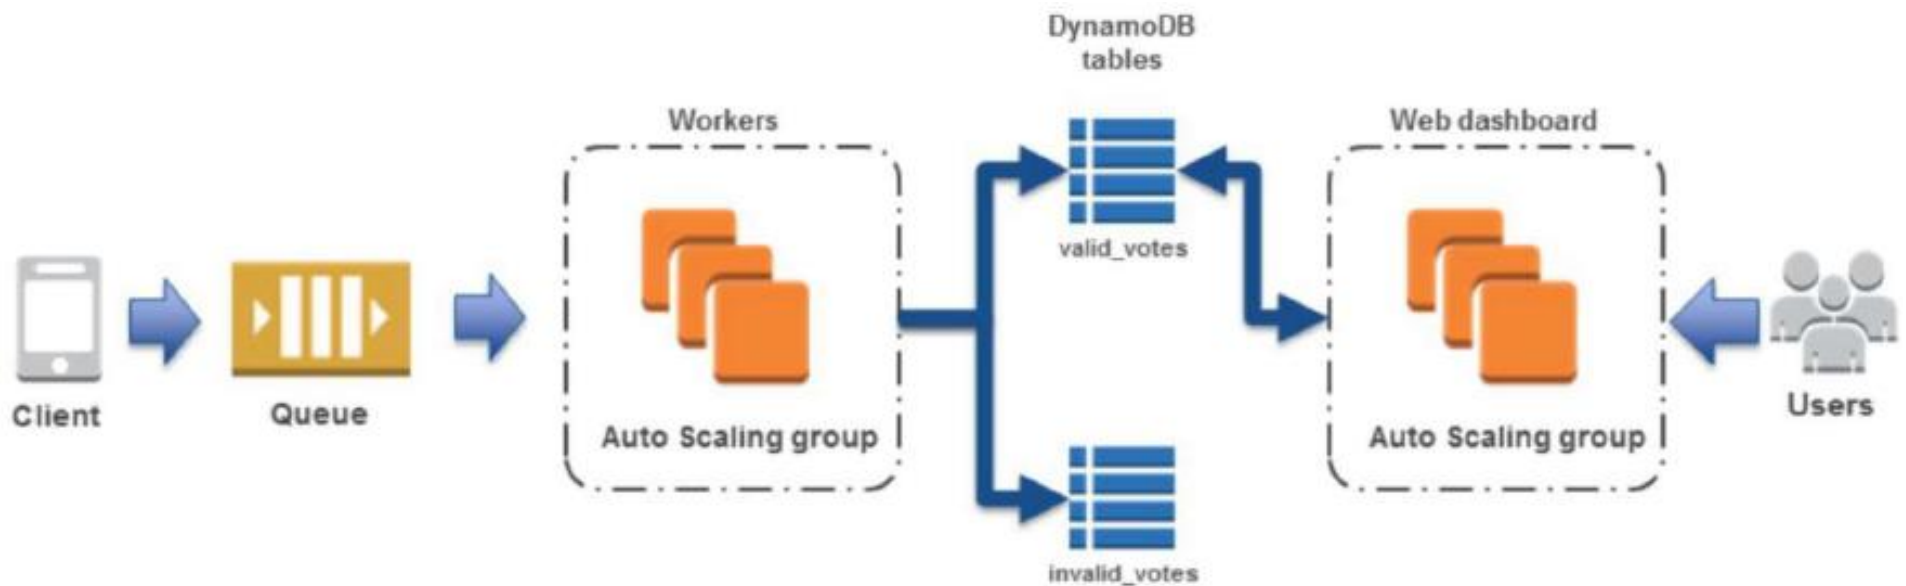 DynamoDB
tables
Workers
Web dashboard
valid_votes
Client
Queue
Auto Scaling group
Auto Scaling group
Users
invalid_votes